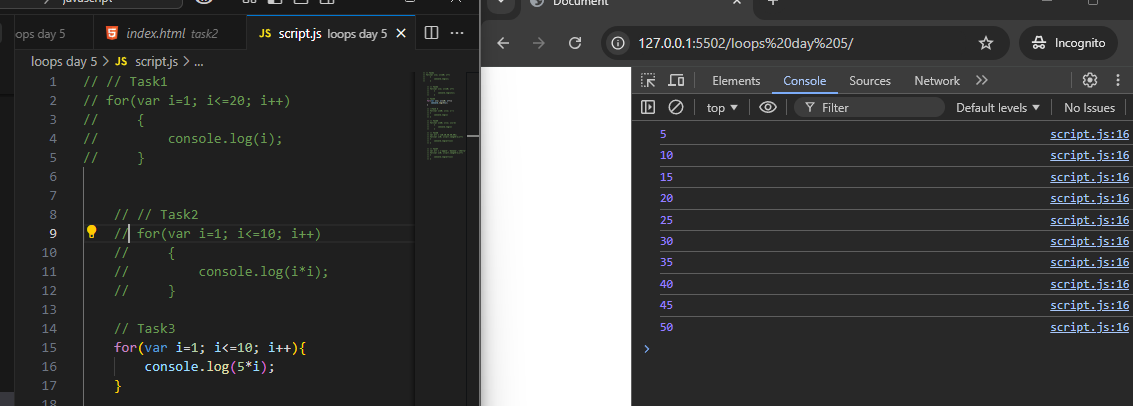 javascript
Document
ops day 5
index.html task2
JS script.js loops day 5
127.0.0.1:5502/loops%20day%205/
Incognito
loops day 5 > JS script.js > ...
Elements Console Sources Network
top Filter Default levels No Issues
1 // // Task1
2 // for(var i=1; i<=20; i++)
3 //     {
4 //         console.log(i);
5 //     }
6
7
8 // // Task2
9 // for(var i=1; i<=10; i++)
10 //     {
11 //         console.log(i*i);
12 //     }
13
14 // Task3
15 for(var i=1; i<=10; i++){
16     console.log(5*i);
17 }
18
5 script.js:16
10 script.js:16
15 script.js:16
20 script.js:16
25 script.js:16
30 script.js:16
35 script.js:16
40 script.js:16
45 script.js:16
50 script.js:16